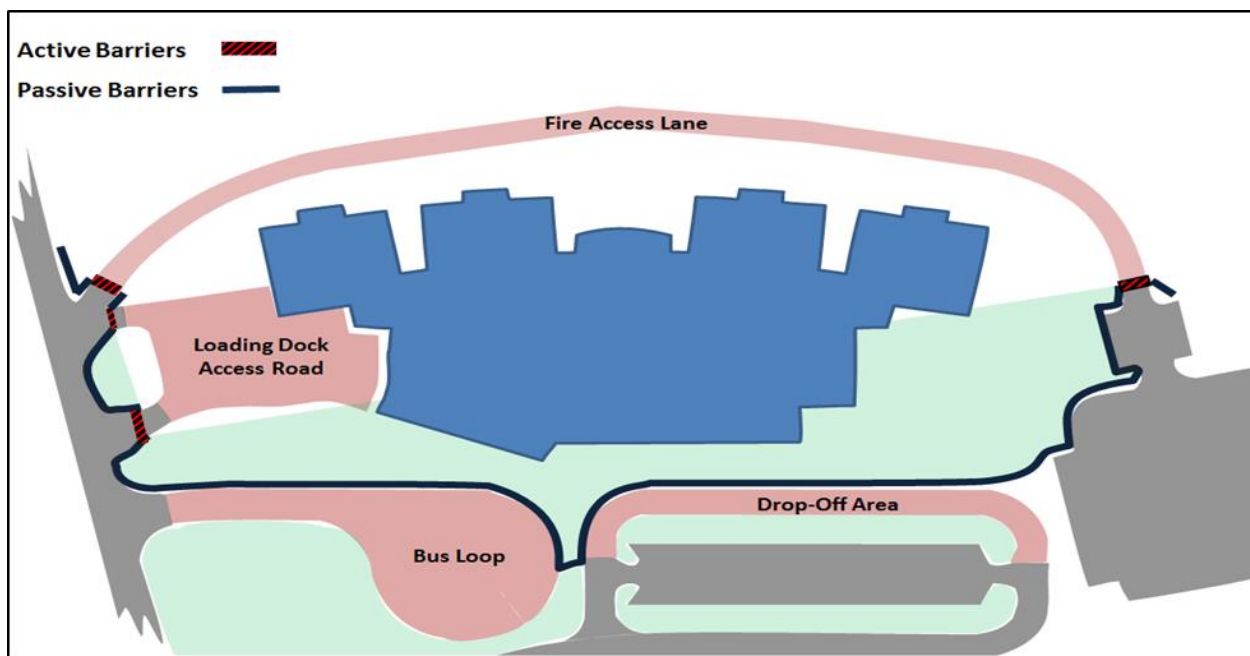 Active Barriers
Passive Barriers
Fire Access Lane
Loading Dock
Access Road
Drop-Off Area
Bus Loop